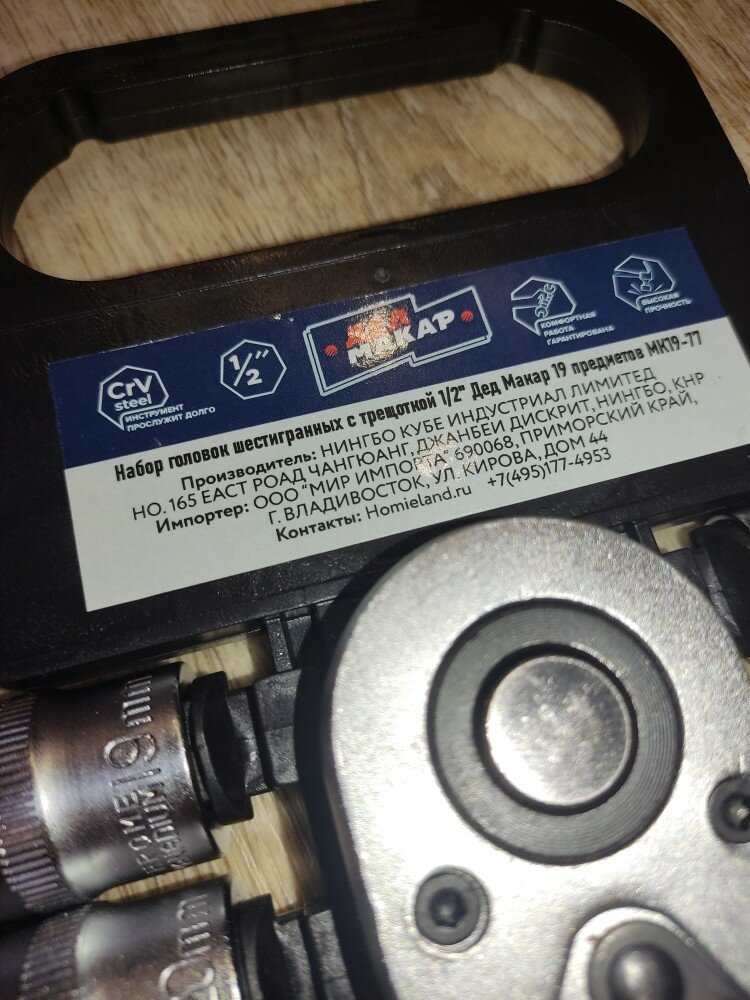 CrV
steel
ИНСТРУМЕНТ
ПРОСЛУЖИТ ДОЛГО
1/2"
ДЕД
МАКАР
КОМФОРТНАЯ
РАБОТА
ГАРАНТИРОВАНА
ВЫСОКАЯ
ПРОЧНОСТЬ
Набор головок шестигранных с трещоткой 1/2" Дед Макар 19 предметов МК19-77
Производитель: НИНГБО КУБЕ ИНДУСТРИАЛ ЛИМИТЕД
НО. 165 EAСТ РОАД ЧАНГЮАНГ, ДЖАНБЕИ ДИСКРИТ, НИНГБО, КНР
Импортер: ООО "МИР ИМПОРТА" 690068, ПРИМОРСКИЙ КРАЙ,
Г. ВЛАДИВОСТОК, УЛ. КИРОВА, ДОМ 44
Контакты: Homieland.ru +7(495)177-4953
19mm
20mm